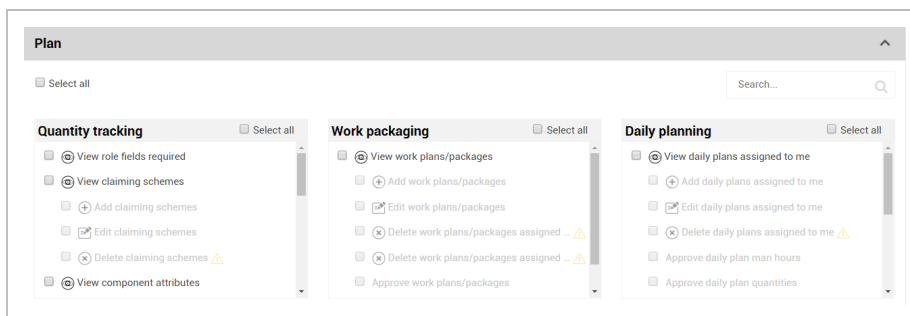 Plan
Select all
Search...
Quantity tracking
Select all
View role fields required
View claiming schemes
Add claiming schemes
Edit claiming schemes
Delete claiming schemes
View component attributes
Work packaging
Select all
View work plans/packages
Add work plans/packages
Edit work plans/packages
Delete work plans/packages assigned ...
Delete work plans/packages assigned ...
Approve work plans/packages
Daily planning
Select all
View daily plans assigned to me
Add daily plans assigned to me
Edit daily plans assigned to me
Delete daily plans assigned to me
Approve daily plan man hours
Approve daily plan quantities